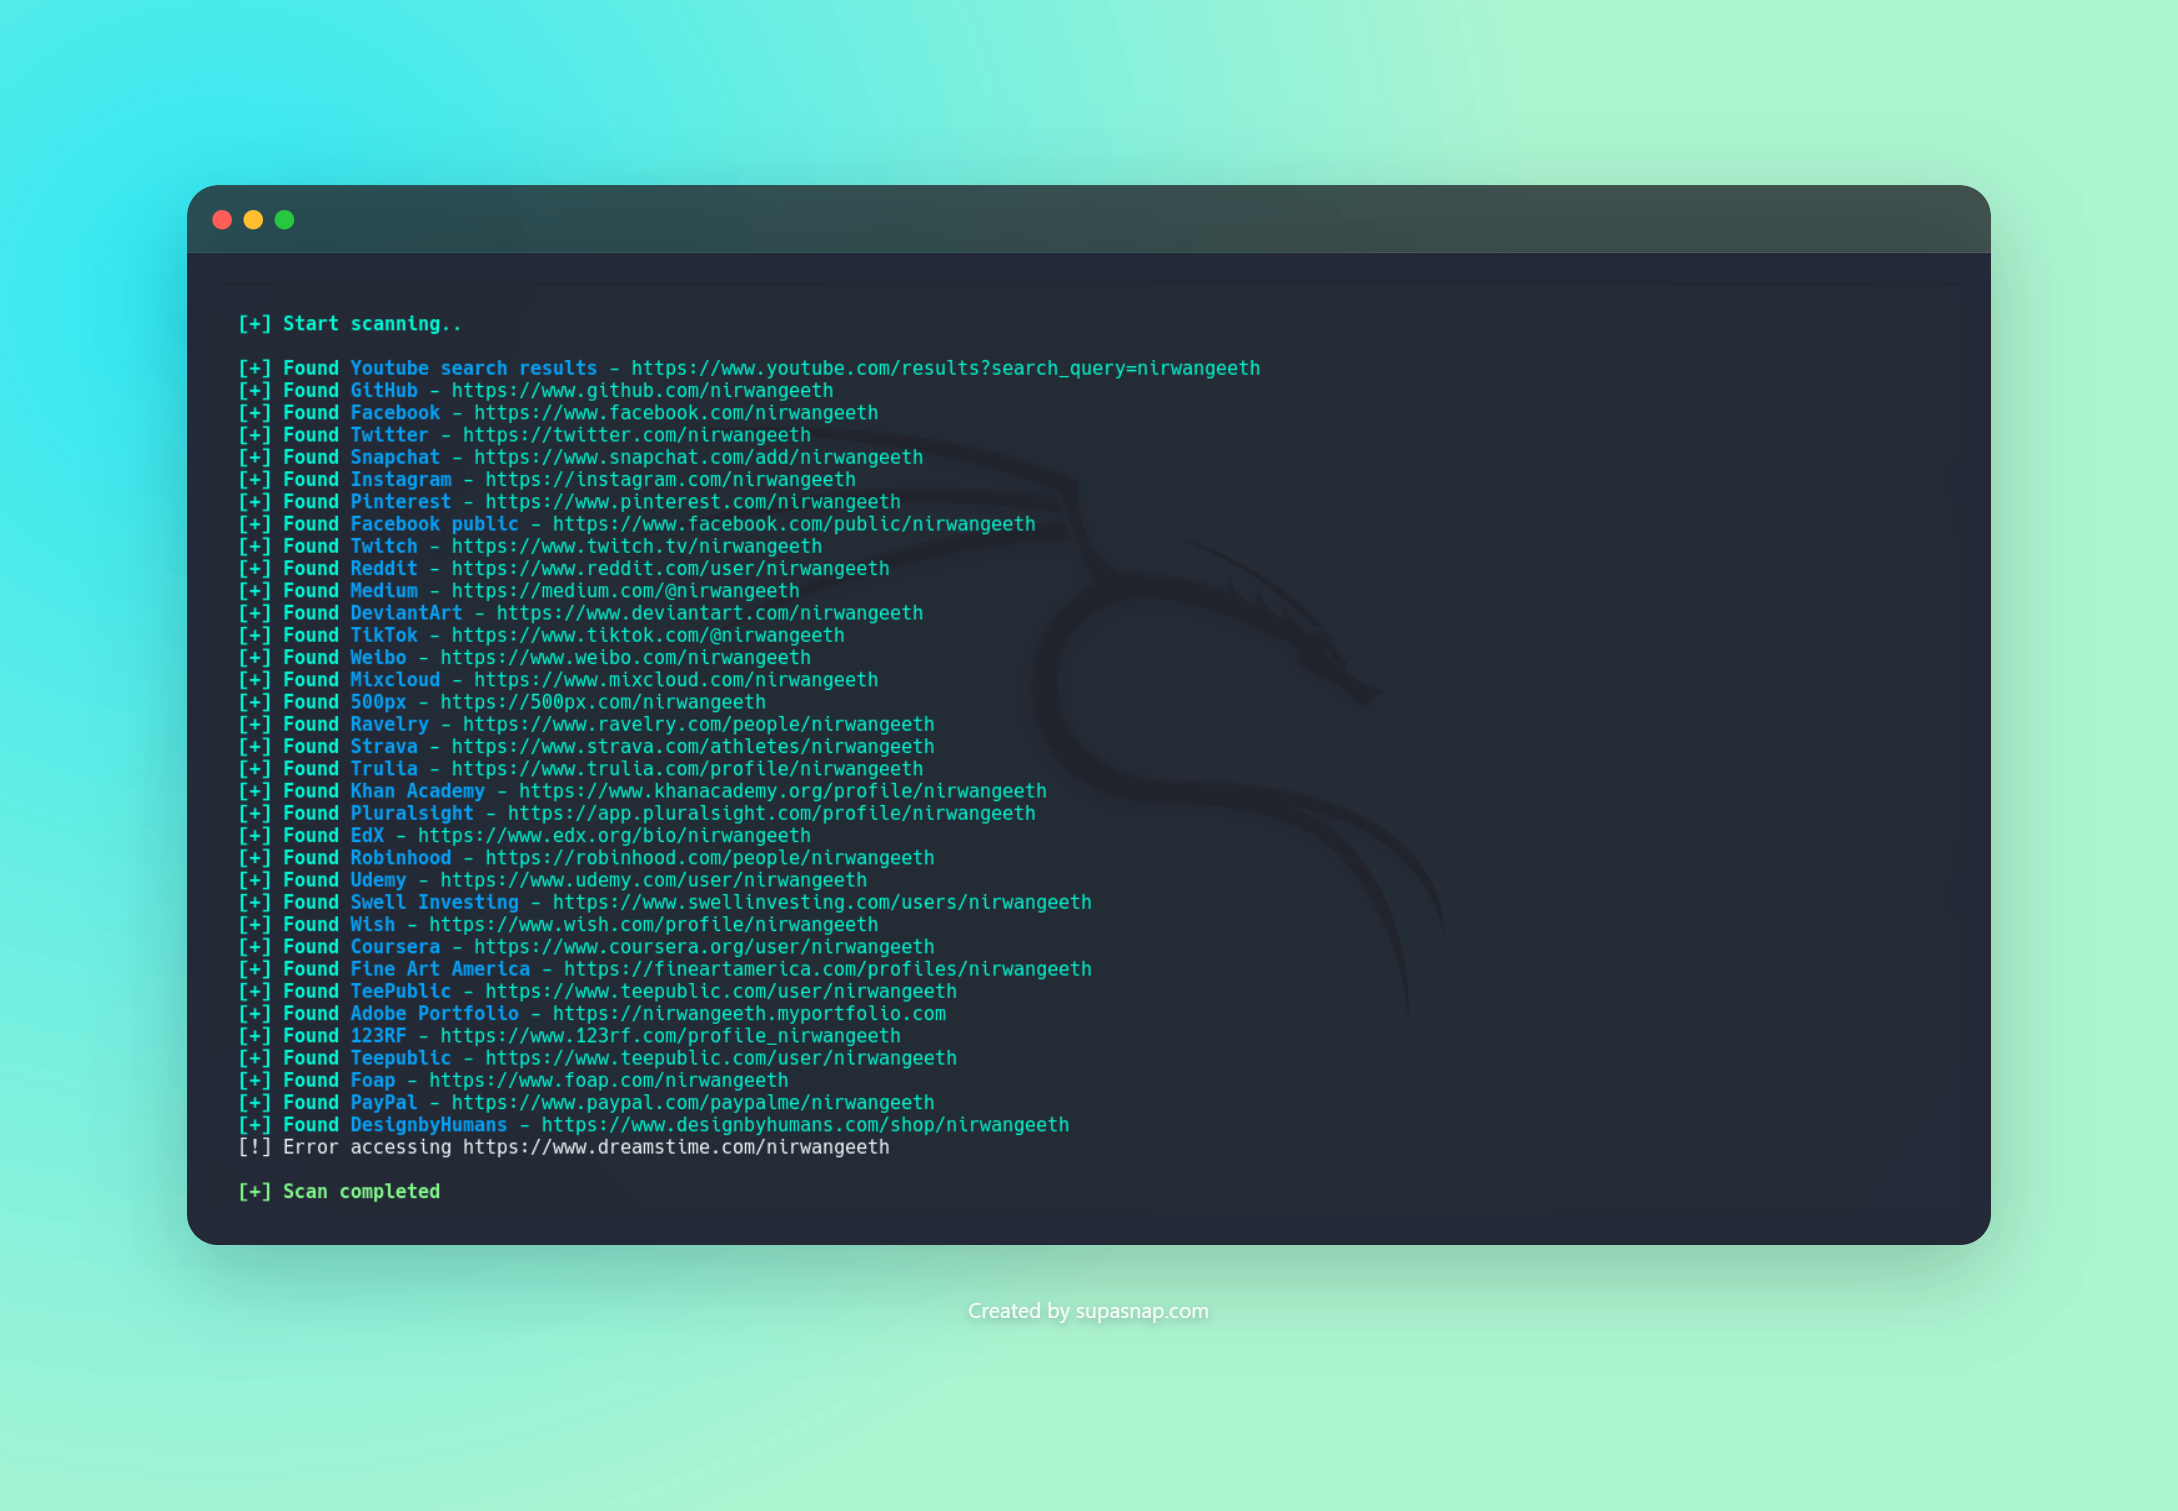 [+] Start scanning..
[+] Found Youtube search results - https://www.youtube.com/results?search_query=nirwangeeth
[+] Found GitHub - https://www.github.com/nirwangeeth
[+] Found Facebook - https://www.facebook.com/nirwangeeth
[+] Found Twitter - https://twitter.com/nirwangeeth
[+] Found Snapchat - https://www.snapchat.com/add/nirwangeeth
[+] Found Instagram - https://instagram.com/nirwangeeth
[+] Found Pinterest - https://www.pinterest.com/nirwangeeth
[+] Found Facebook public - https://www.facebook.com/public/nirwangeeth
[+] Found Twitch - https://www.twitch.tv/nirwangeeth
[+] Found Reddit - https://www.reddit.com/user/nirwangeeth
[+] Found Medium - https://medium.com/@nirwangeeth
[+] Found DeviantArt - https://www.deviantart.com/nirwangeeth
[+] Found TikTok - https://www.tiktok.com/@nirwangeeth
[+] Found Weibo - https://www.weibo.com/nirwangeeth
[+] Found Mixcloud - https://www.mixcloud.com/nirwangeeth
[+] Found 500px - https://500px.com/nirwangeeth
[+] Found Ravelry - https://www.ravelry.com/people/nirwangeeth
[+] Found Strava - https://www.strava.com/athletes/nirwangeeth
[+] Found Trulia - https://www.trulia.com/profile/nirwangeeth
[+] Found Khan Academy - https://www.khanacademy.org/profile/nirwangeeth
[+] Found Pluralsight - https://app.pluralsight.com/profile/nirwangeeth
[+] Found EdX - https://www.edx.org/bio/nirwangeeth
[+] Found Robinhood - https://robinhood.com/people/nirwangeeth
[+] Found Udemy - https://www.udemy.com/user/nirwangeeth
[+] Found Swell Investing - https://www.swellinvesting.com/users/nirwangeeth
[+] Found Wish - https://www.wish.com/profile/nirwangeeth
[+] Found Coursera - https://www.coursera.org/user/nirwangeeth
[+] Found Fine Art America - https://fineartamerica.com/profiles/nirwangeeth
[+] Found TeePublic - https://www.teepublic.com/user/nirwangeeth
[+] Found Adobe Portfolio - https://nirwangeeth.myportfolio.com
[+] Found 123RF - https://www.123rf.com/profile_nirwangeeth
[+] Found Teepublic - https://www.teepublic.com/user/nirwangeeth
[+] Found Foap - https://www.foap.com/nirwangeeth
[+] Found PayPal - https://www.paypal.com/paypalme/nirwangeeth
[+] Found DesignbyHumans - https://www.designbyhumans.com/shop/nirwangeeth
[!] Error accessing https://www.dreamstime.com/nirwangeeth
[+] Scan completed
Created by supasnap.com